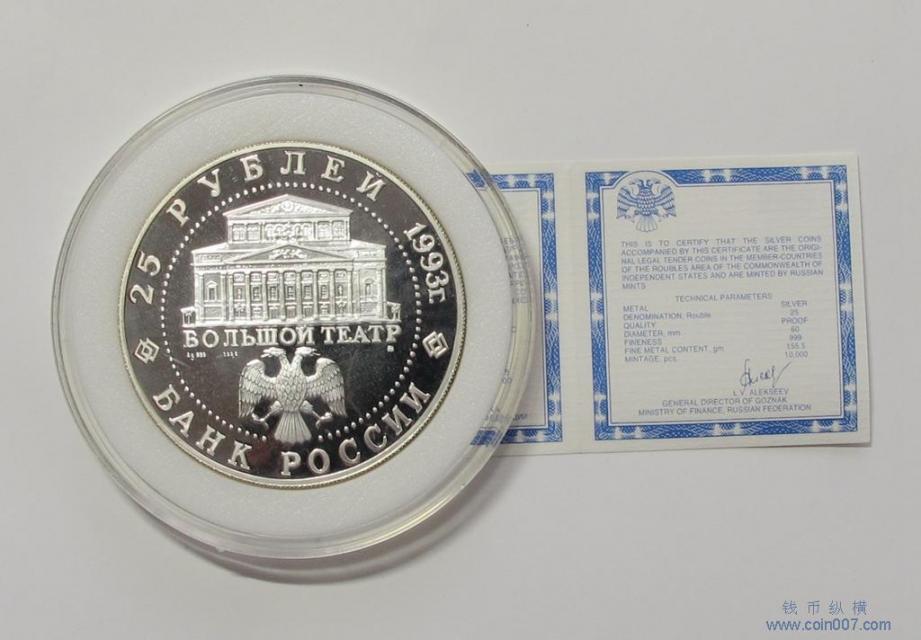 25 РУБЛЕЙ 1993г.
БОЛЬШОЙ ТЕАТР
Ag 999 155,5
БАНК РОССИИ
THIS IS TO CERTIFY THAT THE SILVER COINS
ACCOMPANIED BY THIS CERTIFICATE ARE THE ORIGI-
NAL LEGAL TENDER COINS IN THE MEMBER-COUNTRIES
OF THE ROUBLES AREA OF THE COMMONWEALTH OF
INDEPENDENT STATES AND ARE MINTED BY RUSSIAN
MINTS
TECHNICAL PARAMETERS
METAL SILVER
DENOMINATION, Rouble 25
QUALITY PROOF
DIAMETER, mm 60
FINENESS 999
FINE METAL CONTENT, gm 155.5
MINTAGE, pcs. 10,000
L.V. ALEKSEEV
GENERAL DIRECTOR OF GOZNAK
MINISTRY OF FINANCE, RUSSIAN FEDERATION
钱币纵横
www.coin007.com